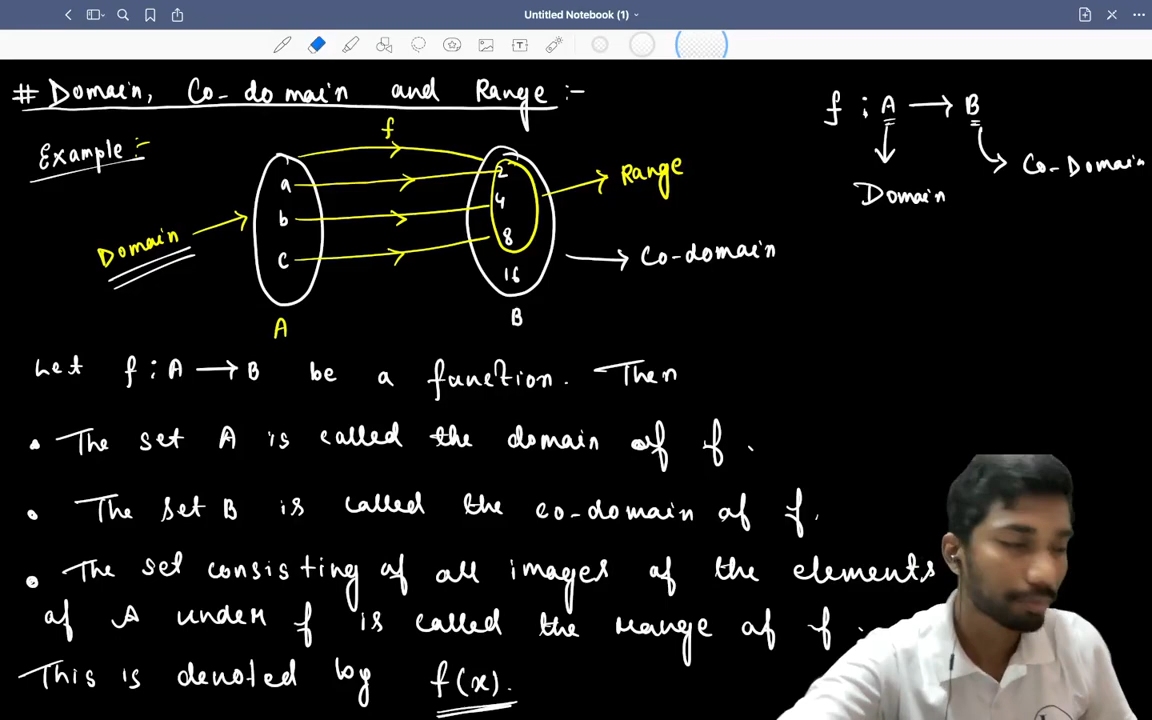 Untitled Notebook (1)
# Domain, Co-domain and Range :-
f : A → B
Example :-
f
Domain
Co-Domain
a
b
c
2
4
8
16
Range
Domain
Co-domain
A
B
Let f : A → B be a function. Then
• The set A is called the domain of f.
• The set B is called the co-domain of f.
• The set consisting of all images of the elements
of A under f is called the range of f.
This is denoted by f(x).